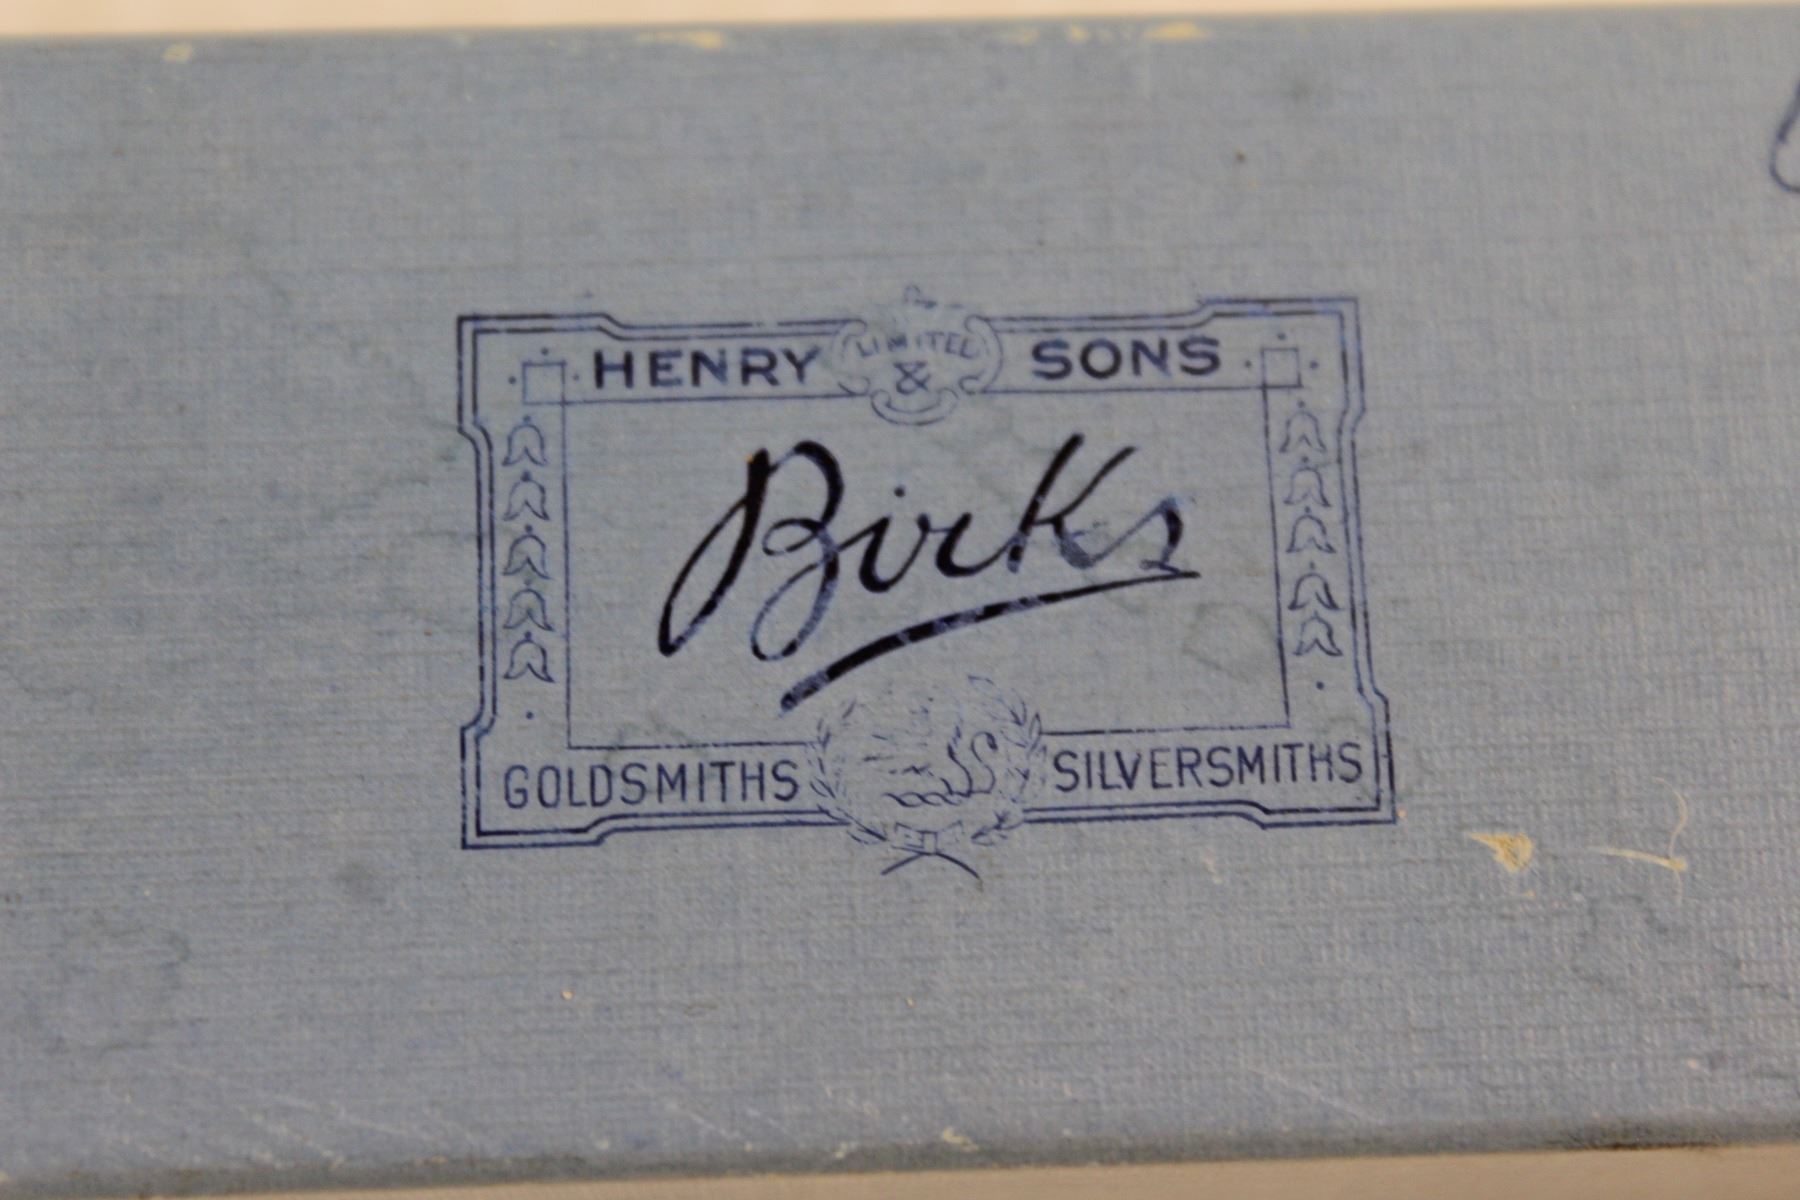 HENRY & SONS
LIMITED
Birks
GOLDSMITHS SILVERSMITHS